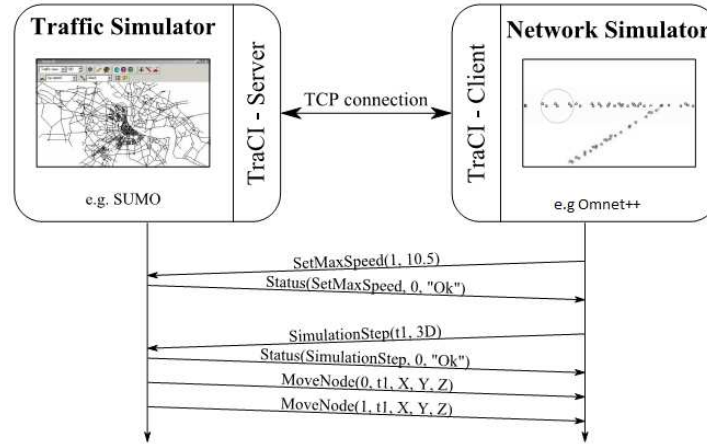 Traffic Simulator
Network Simulator
TraCI - Server
TraCI - Client
TCP connection
e.g. SUMO
e.g Omnet++
SetMaxSpeed(1, 10.5)
Status(SetMaxSpeed, 0, "Ok")
SimulationStep(t1, 3D)
Status(SimulationStep, 0, "Ok")
MoveNode(0, t1, X, Y, Z)
MoveNode(1, t1, X, Y, Z)